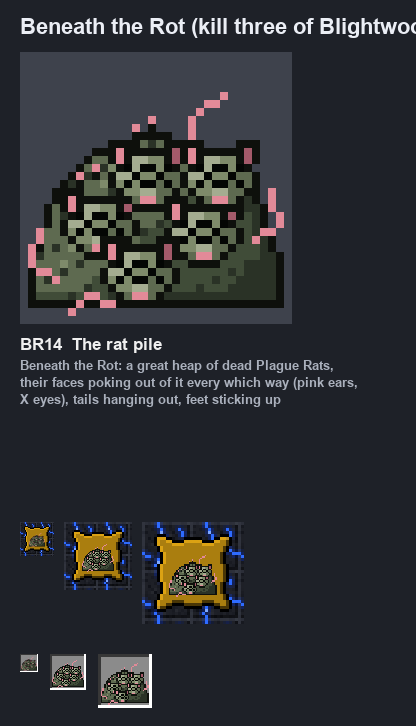 Beneath the Rot (kill three of Blightwoo
BR14 The rat pile
Beneath the Rot: a great heap of dead Plague Rats,
their faces poking out of it every which way (pink ears,
X eyes), tails hanging out, feet sticking up